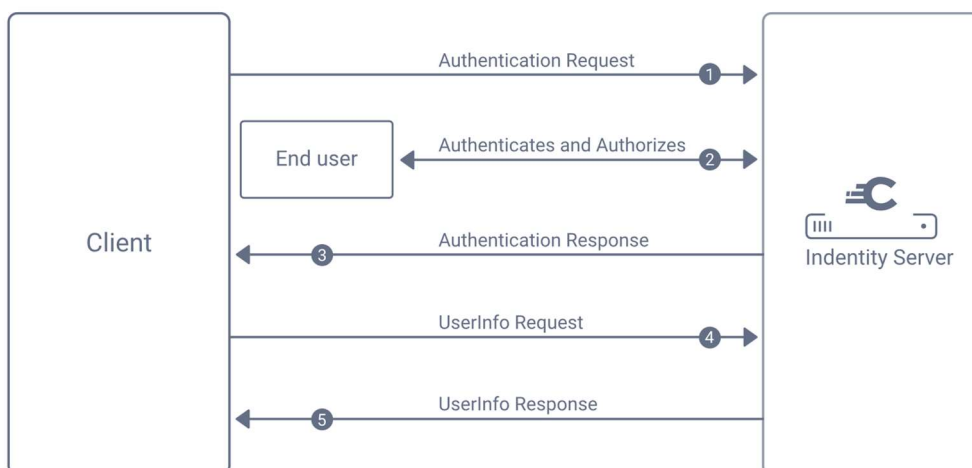 Authentication Request
1
End user
Authenticates and Authorizes
2
Client
Authentication Response
3
C
Indentity Server
UserInfo Request
4
UserInfo Response
5